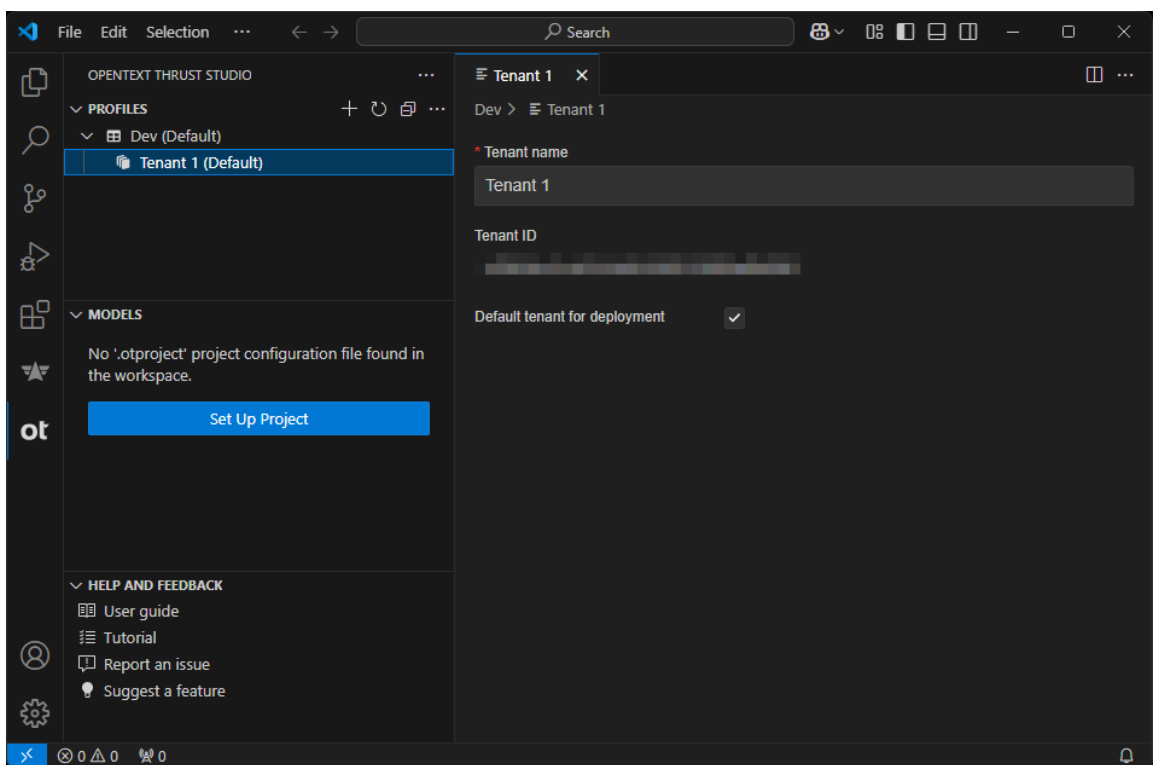 File Edit Selection ··· Search
OPENTEXT THRUST STUDIO ···
PROFILES
Dev (Default)
Tenant 1 (Default)
MODELS
No '.otproject' project configuration file found in
the workspace.
Set Up Project
ot
HELP AND FEEDBACK
User guide
Tutorial
Report an issue
Suggest a feature
Tenant 1
Dev > Tenant 1
* Tenant name
Tenant 1
Tenant ID
Default tenant for deployment
0 0 0